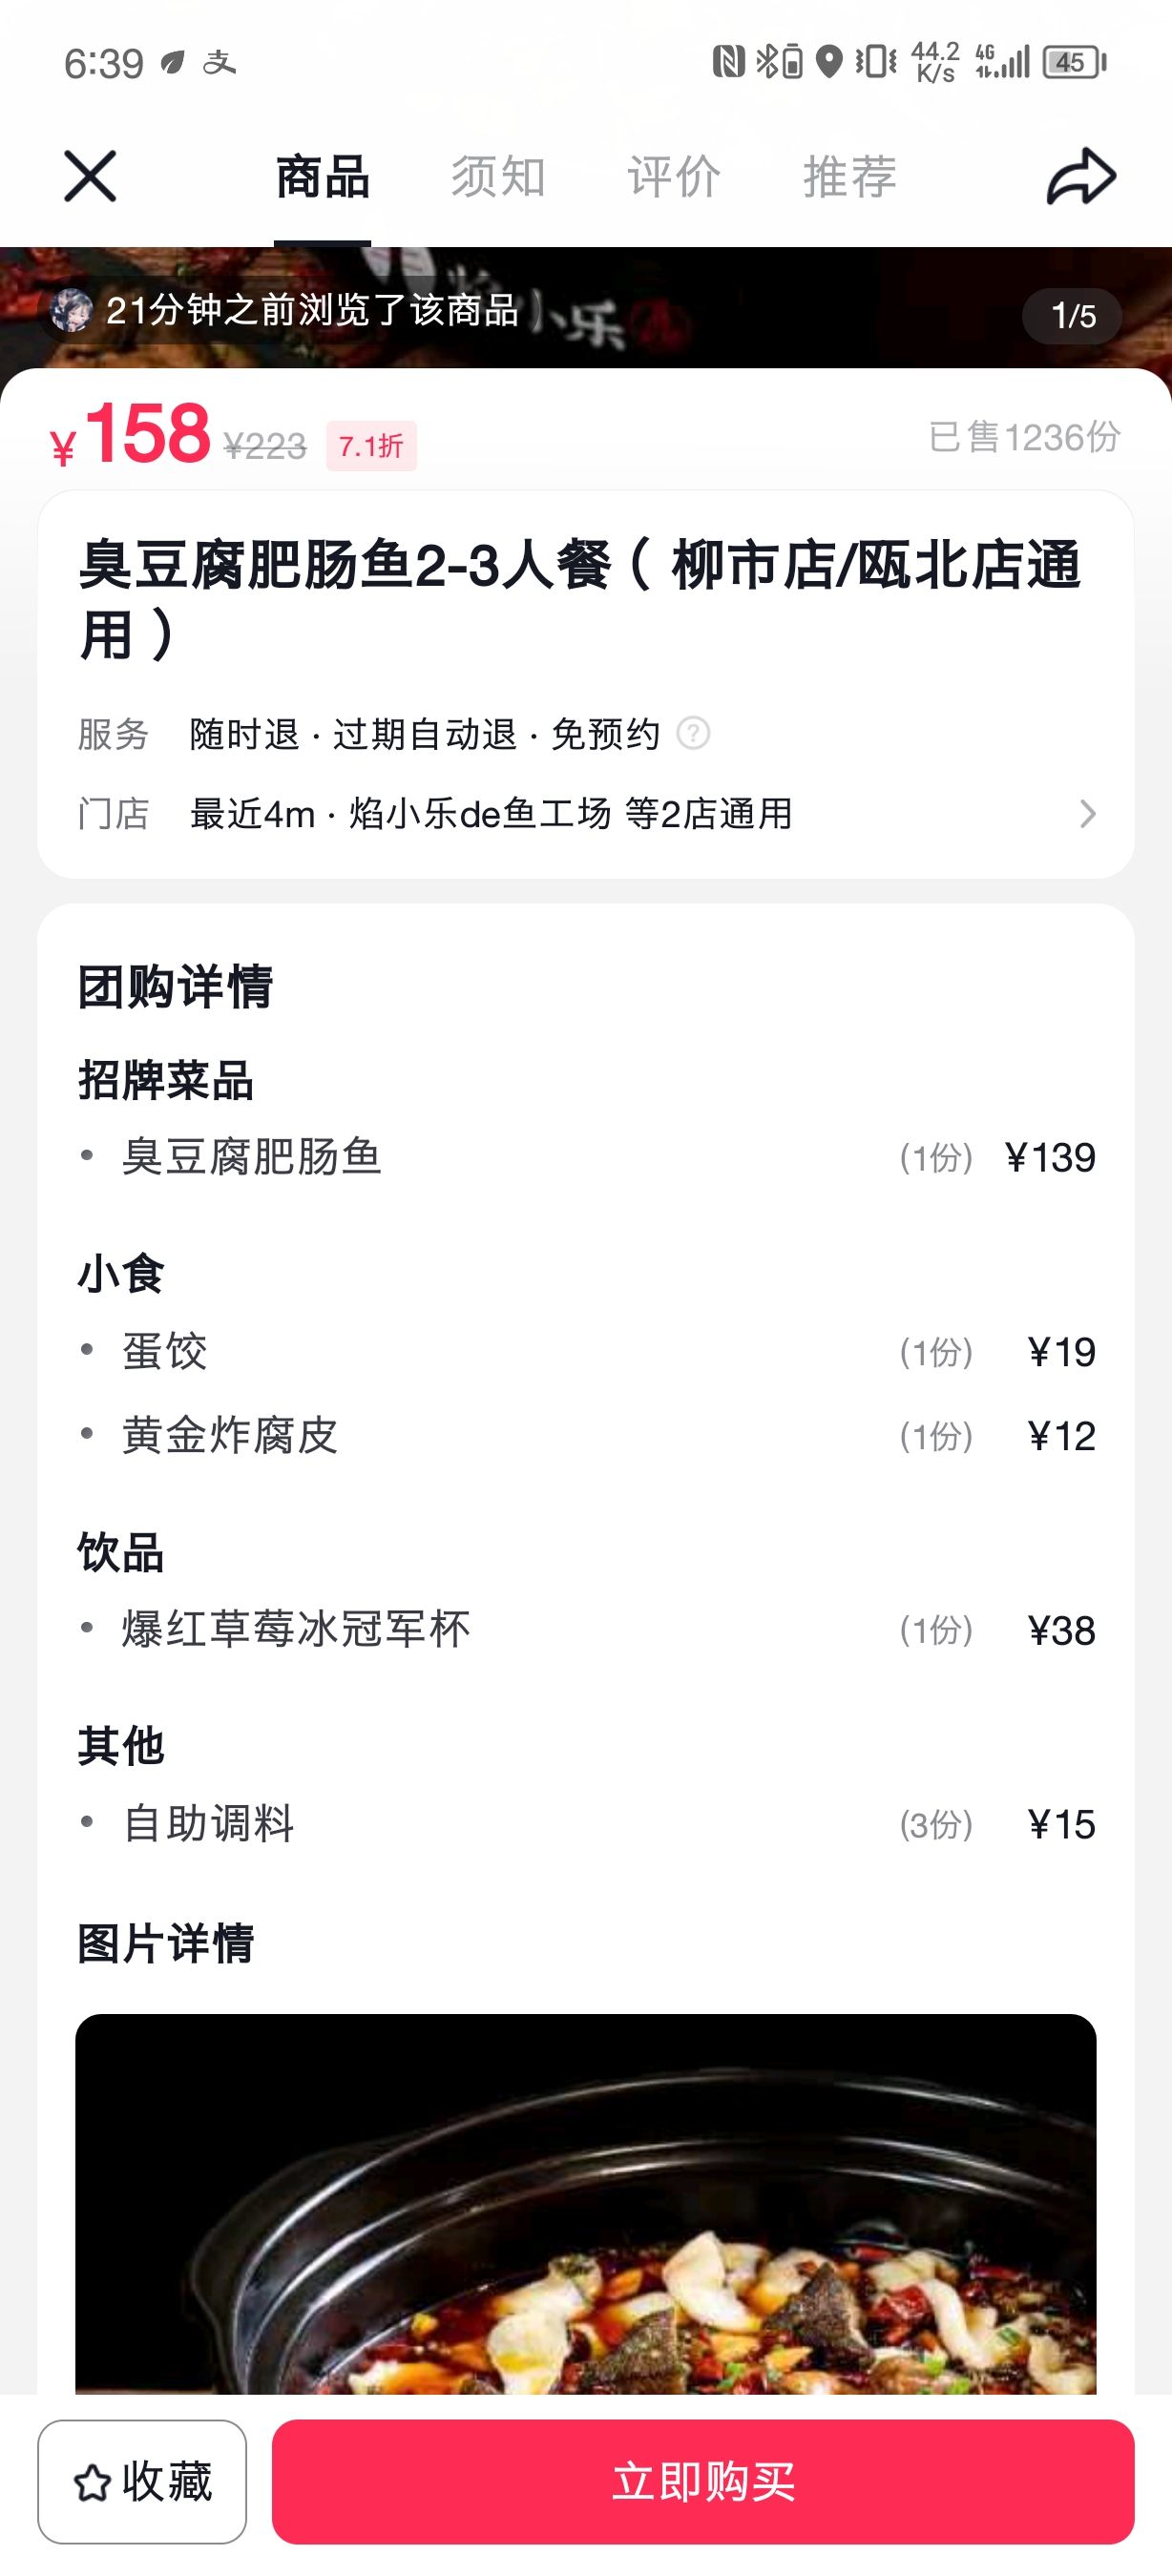 6:39 支 44.2 K/s 4G 45
商品 须知 评价 推荐
小乐
21分钟之前浏览了该商品 1/5
¥158 ¥223 7.1折 已售1236份
臭豆腐肥肠鱼2-3人餐（柳市店/瓯北店通
用）
服务 随时退 · 过期自动退 · 免预约 ?
门店 最近4m · 焰小乐de鱼工场 等2店通用
团购详情
招牌菜品
• 臭豆腐肥肠鱼 (1份) ¥139
小食
• 蛋饺 (1份) ¥19
• 黄金炸腐皮 (1份) ¥12
饮品
• 爆红草莓冰冠军杯 (1份) ¥38
其他
• 自助调料 (3份) ¥15
图片详情
收藏 立即购买